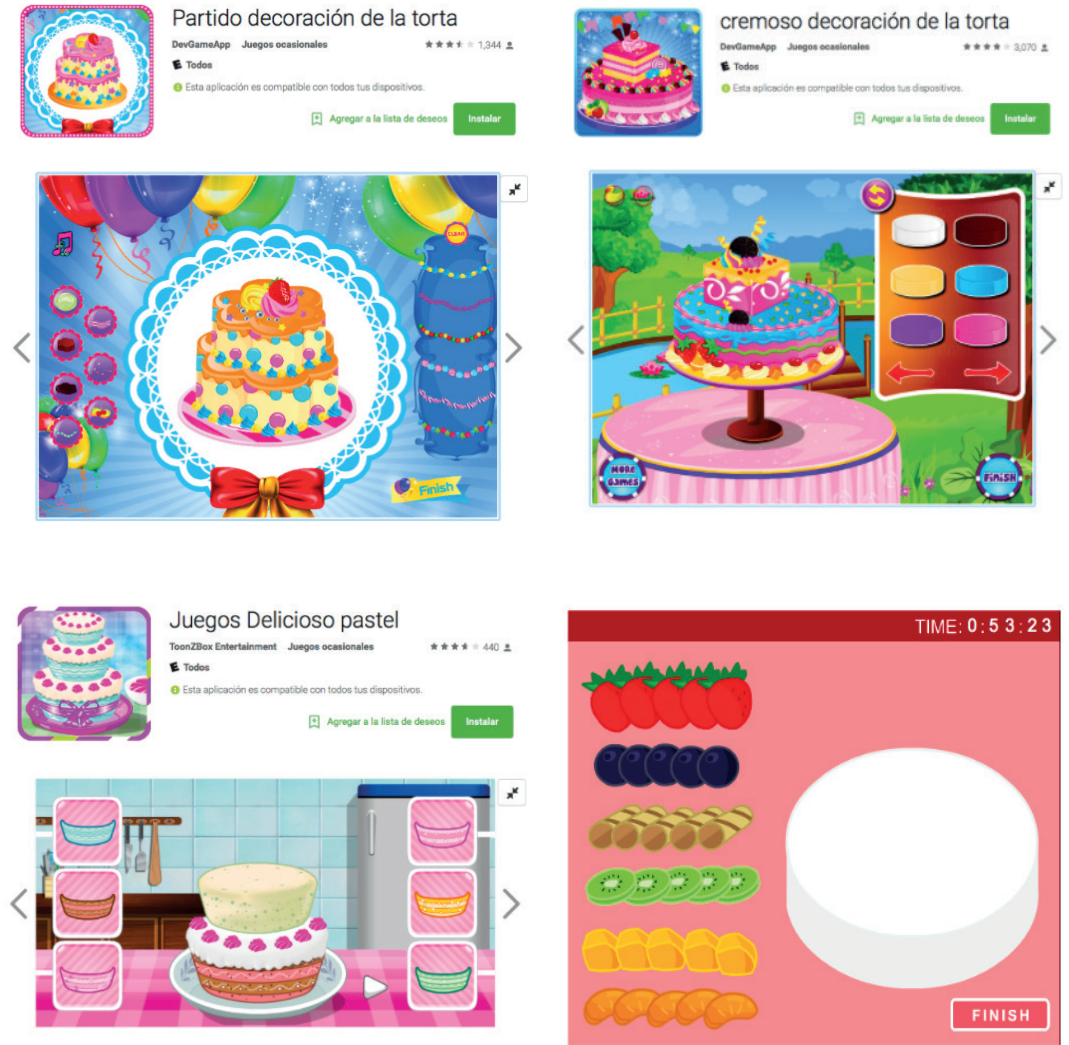 Partido decoración de la torta
DevGameApp Juegos ocasionales 1,344
E Todos
Esta aplicación es compatible con todos tus dispositivos.
Agregar a la lista de deseos Instalar
CLEAR
Finish
cremoso decoración de la torta
DevGameApp Juegos ocasionales 3,070
E Todos
Esta aplicación es compatible con todos tus dispositivos.
Agregar a la lista de deseos Instalar
MORE
GAMES
FINISH
Juegos Delicioso pastel
ToonZBox Entertainment Juegos ocasionales 440
E Todos
Esta aplicación es compatible con todos tus dispositivos.
Agregar a la lista de deseos Instalar
TIME: 0:53:23
FINISH